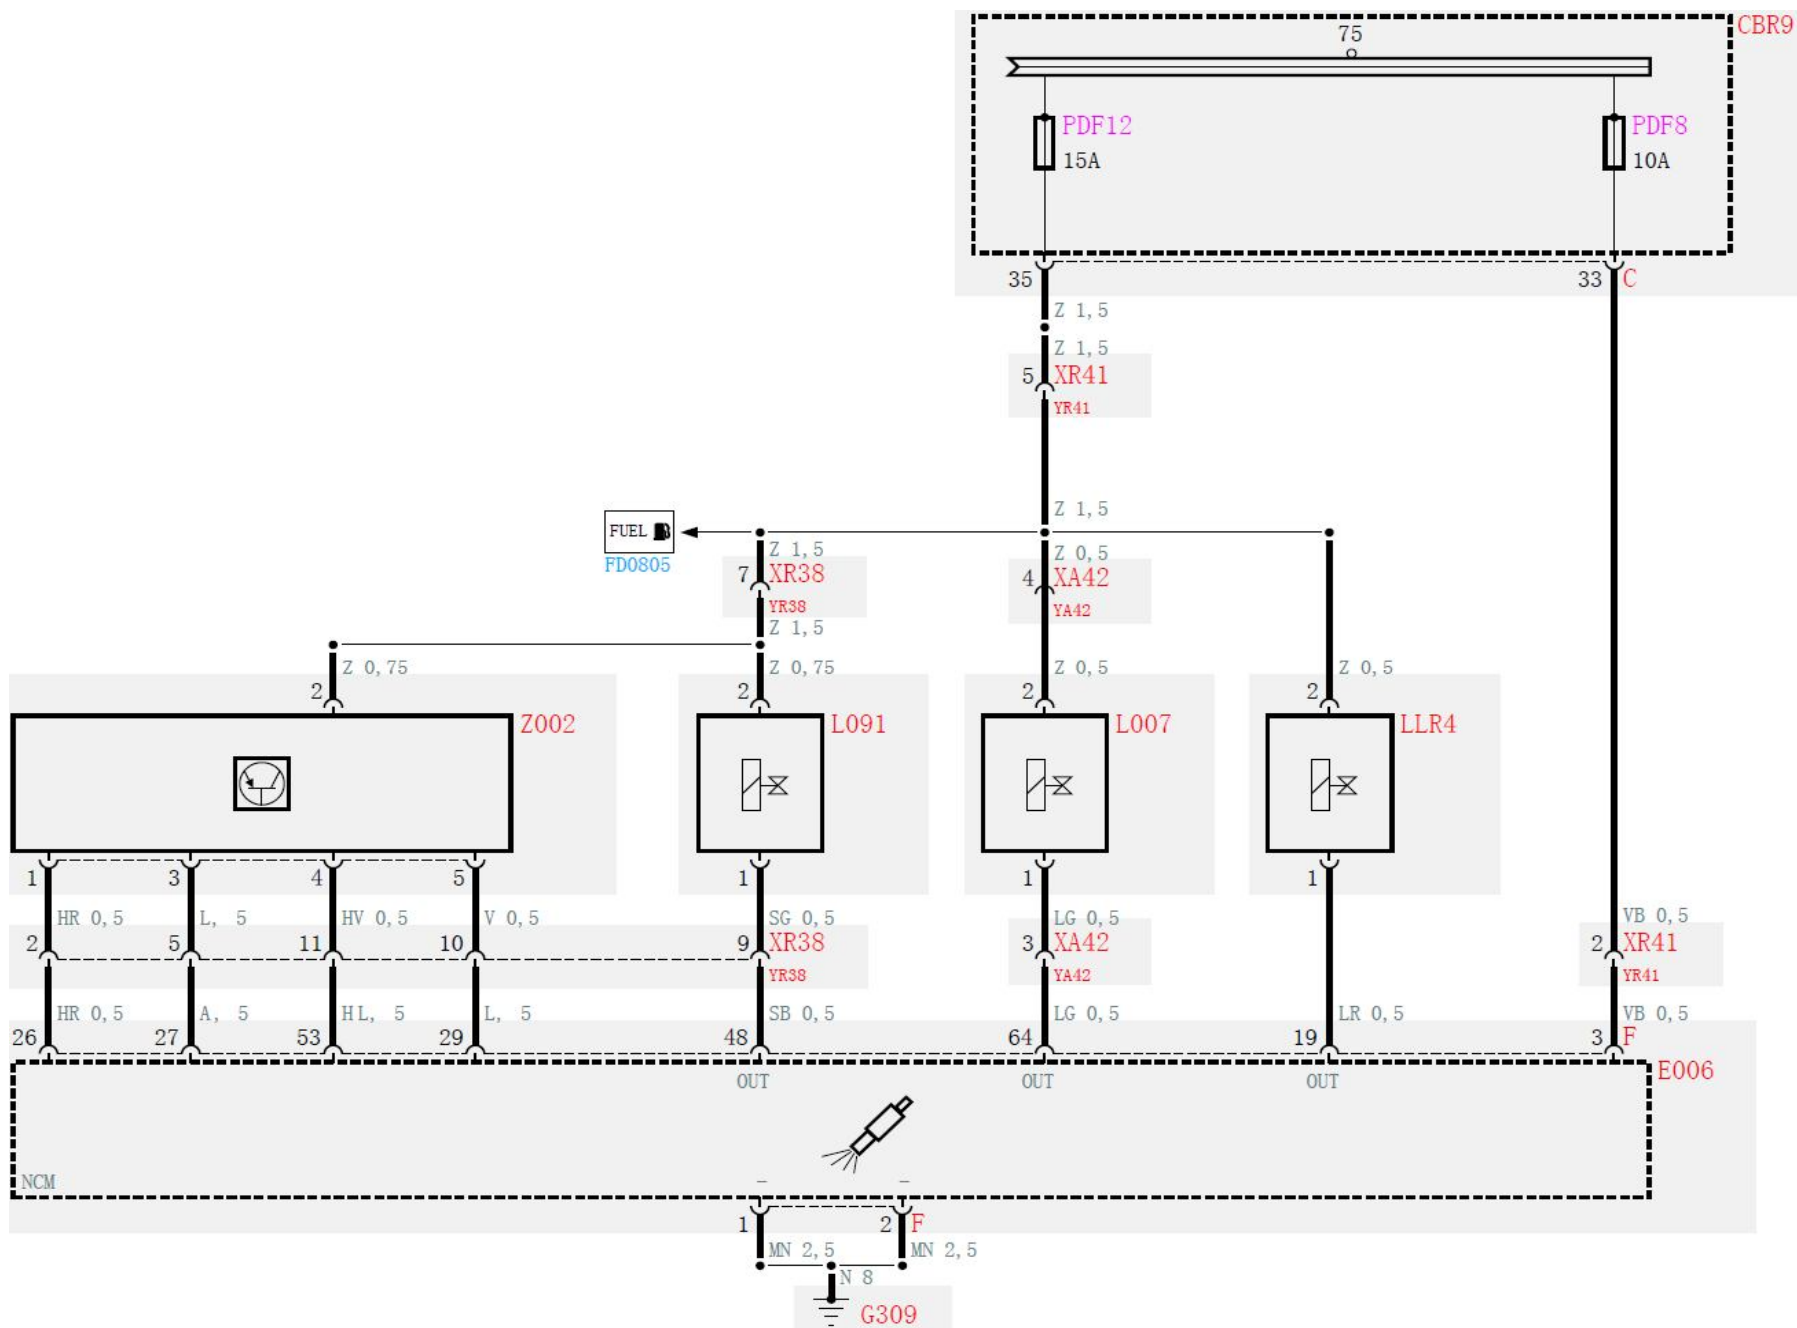 CBR9
75
PDF12
PDF8
15A
10A
35
33 C
Z 1,5
Z 1,5
5 XR41
YR41
Z 1,5
FUEL
FD0805
Z 1,5
Z 0,5
7 XR38
4 XA42
YR38
YA42
Z 1,5
Z 0,75
Z 0,75
Z 0,5
Z 0,5
2
2
2
2
Z002
L091
L007
LLR4
1
3
4
5
1
1
1
HR 0,5
L, 5
HV 0,5
V 0,5
SG 0,5
LG 0,5
VB 0,5
2
5
11
10
9 XR38
3 XA42
2 XR41
YR38
YA42
YR41
HR 0,5
A, 5
HL, 5
L, 5
SB 0,5
LG 0,5
LR 0,5
VB 0,5
26
27
53
29
48
64
19
3 F
E006
OUT
OUT
OUT
NCM
–
–
1
2 F
MN 2,5
MN 2,5
N 8
G309